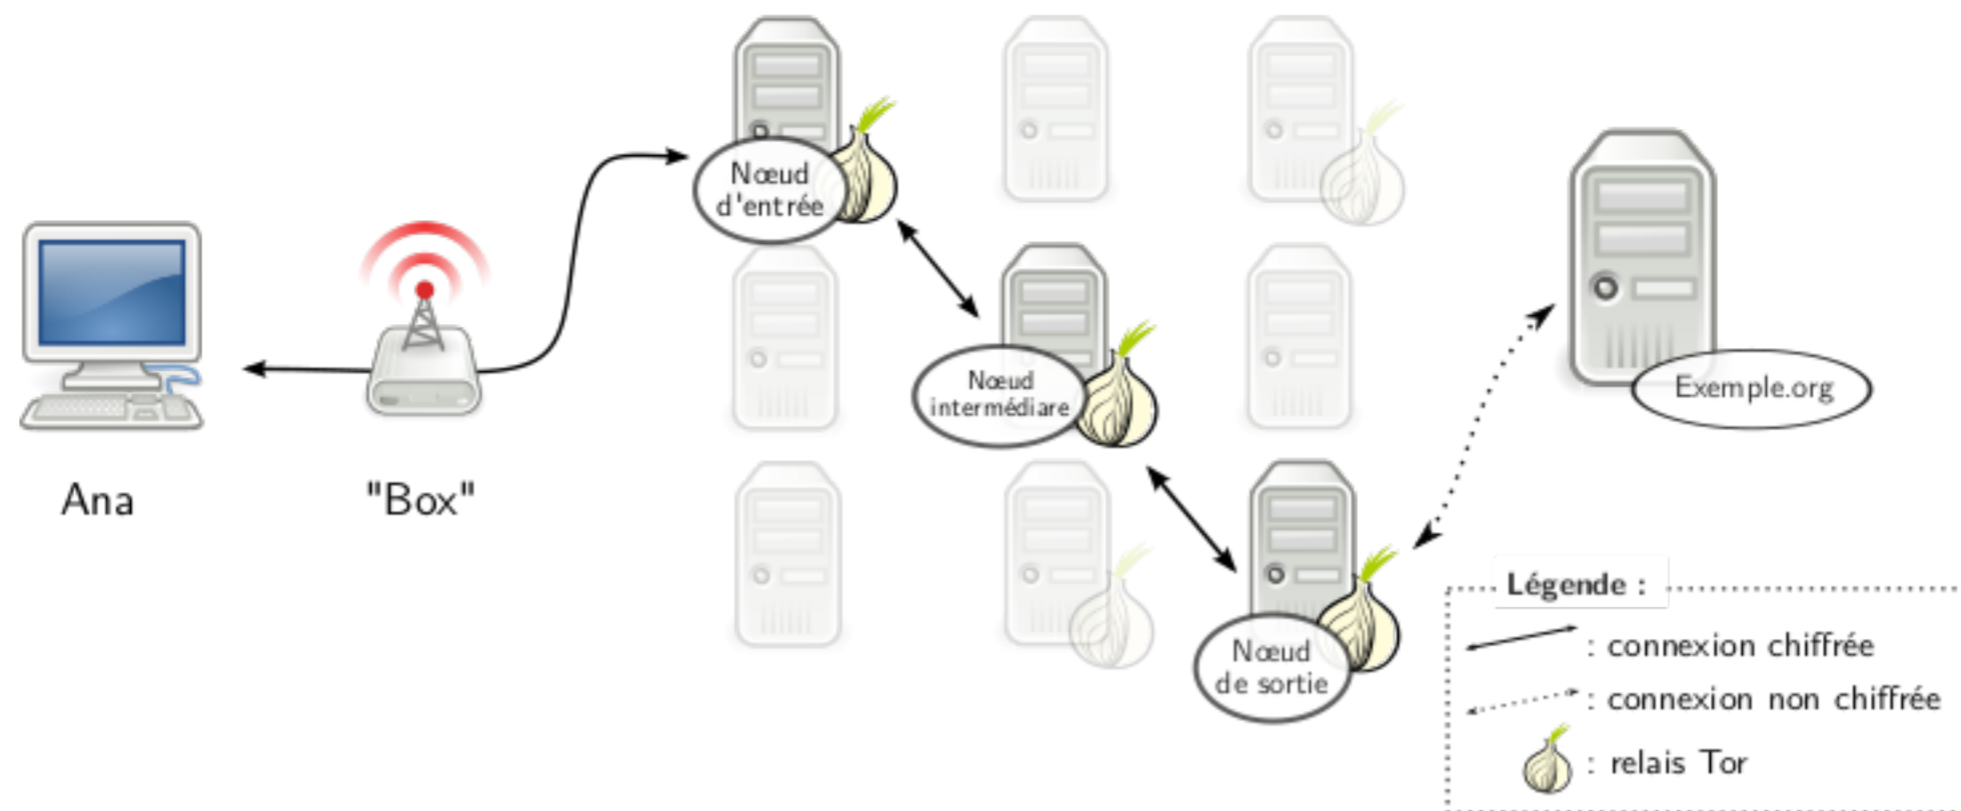 Nœud
d'entrée
Nœud
intermédiare
Exemple.org
Ana
"Box"
Nœud
de sortie
Légende :
: connexion chiffrée
: connexion non chiffrée
: relais Tor